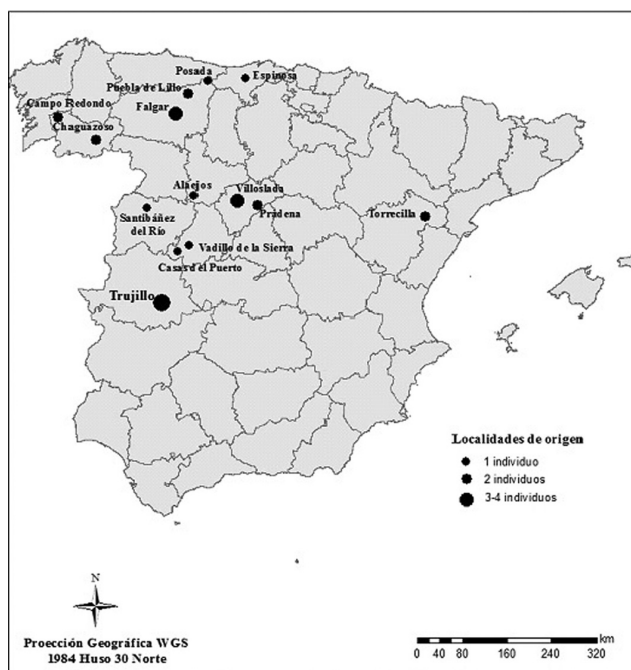 Posada
Espinosa
Puebla de Lillo
Campo Redondo
Falgar
Chaguazoso
Alaejos
Villoslada
Santibáñez
del Río
Prádena
Torrecilla
Vadillo de la Sierra
Casas del Puerto
Trujillo
Localidades de origen
1 individuo
2 individuos
3-4 individuos
N
Proección Geográfica WGS
1984 Huso 30 Norte
km
0 40 80 160 240 320